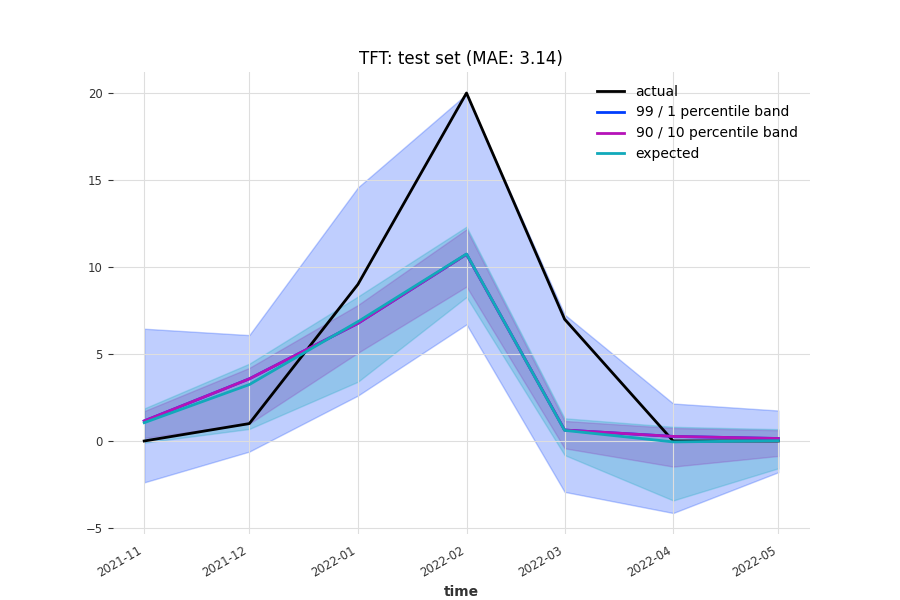 TFT: test set (MAE: 3.14)
actual
99 / 1 percentile band
90 / 10 percentile band
expected
20
15
10
5
0
−5
2021-11
2021-12
2022-01
2022-02
2022-03
2022-04
2022-05
time